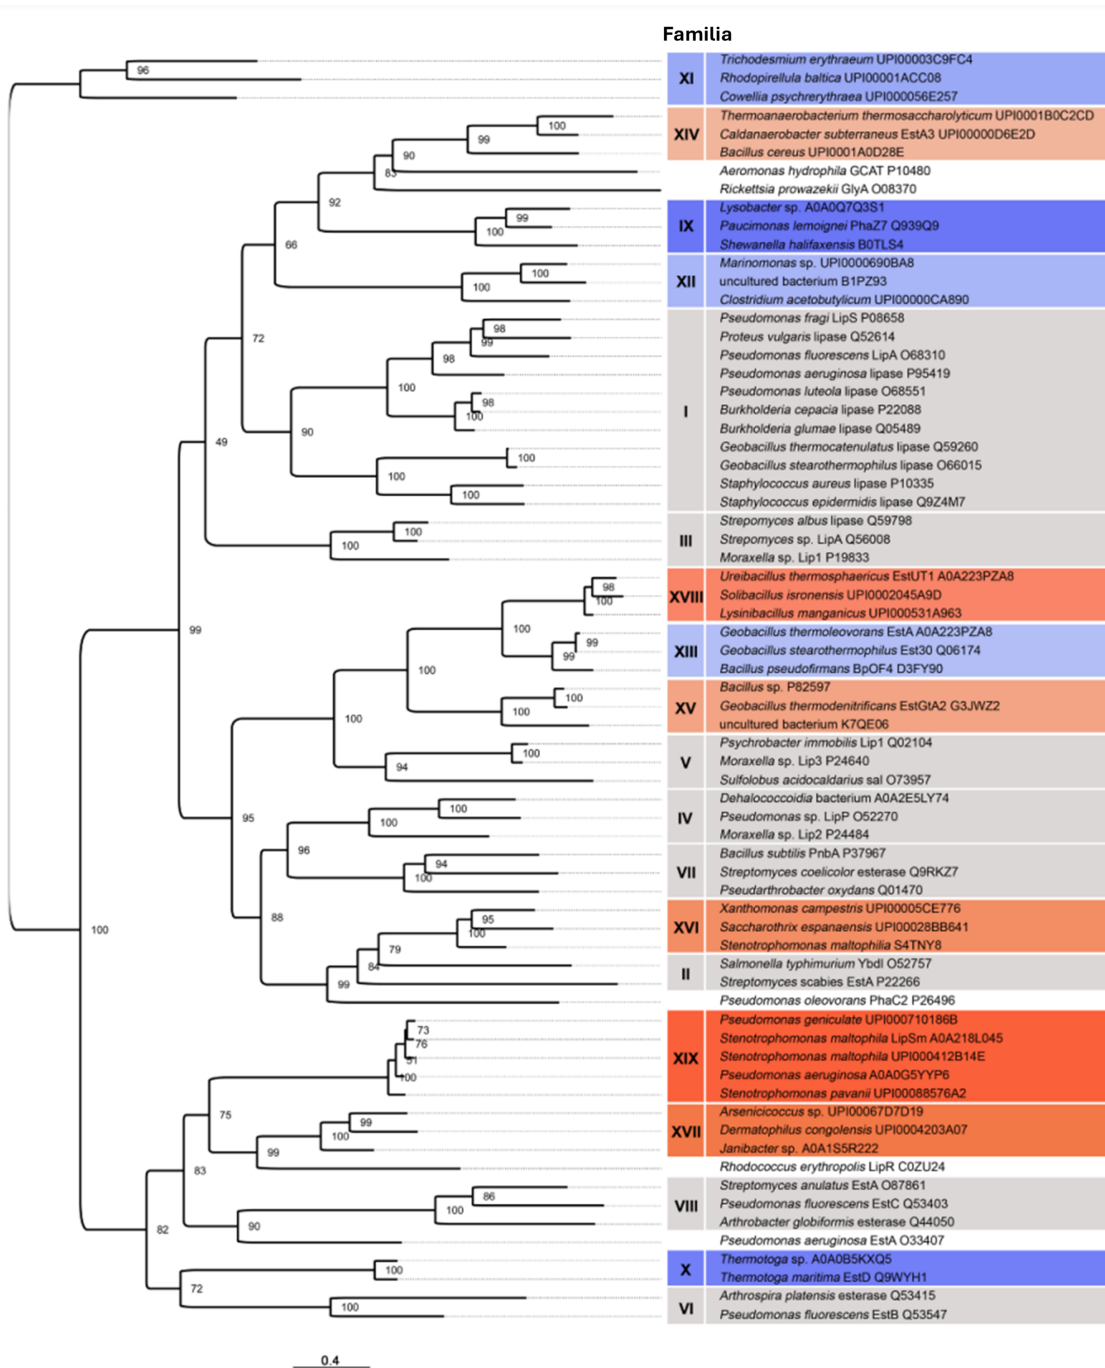 Familia
XI
Trichodesmium erythraeum UPI00003C9FC4
Rhodopirellula baltica UPI00001ACC08
Cowellia psychrerythraea UPI000056E257
XIV
Thermoanaerobacterium thermosaccharolyticum UPI0001B0C2CD
Caldanaerobacter subterraneus EstA3 UPI00000D6E2D
Bacillus cereus UPI0001A0D28E
Aeromonas hydrophila GCAT P10480
Rickettsia prowazekii GlyA O08370
IX
Lysobacter sp. A0A0Q7Q3S1
Paucimonas lemoignei PhaZ7 Q939Q9
Shewanella halifaxensis B0TLS4
XII
Marinomonas sp. UPI0000690BA8
uncultured bacterium B1PZ93
Clostridium acetobutylicum UPI00000CA890
I
Pseudomonas fragi LipS P08658
Proteus vulgaris lipase Q52614
Pseudomonas fluorescens LipA O68310
Pseudomonas aeruginosa lipase P95419
Pseudomonas luteola lipase O68551
Burkholderia cepacia lipase P22088
Burkholderia glumae lipase Q05489
Geobacillus thermocatenulatus lipase Q59260
Geobacillus stearothermophilus lipase O66015
Staphylococcus aureus lipase P10335
Staphylococcus epidermidis lipase Q9Z4M7
III
Strepomyces albus lipase Q59798
Strepomyces sp. LipA Q56008
Moraxella sp. Lip1 P19833
XVIII
Ureibacillus thermosphaericus EstUT1 A0A223PZA8
Solibacillus isronensis UPI0002045A9D
Lysinibacillus manganicus UPI000531A963
XIII
Geobacillus thermoleovorans EstA A0A223PZA8
Geobacillus stearothermophilus Est30 Q06174
Bacillus pseudofirmans BpOF4 D3FY90
XV
Bacillus sp. P82597
Geobacillus thermodenitrificans EstGtA2 G3JWZ2
uncultured bacterium K7QE06
V
Psychrobacter immobilis Lip1 Q02104
Moraxella sp. Lip3 P24640
Sulfolobus acidocaldarius sal O73957
IV
Dehalococcoidia bacterium A0A2E5LY74
Pseudomonas sp. LipP O52270
Moraxella sp. Lip2 P24484
VII
Bacillus subtilis PnbA P37967
Streptomyces coelicolor esterase Q9RKZ7
Pseudarthrobacter oxydans Q01470
XVI
Xanthomonas campestris UPI00005CE776
Saccharothrix espanaensis UPI00028BB641
Stenotrophomonas maltophilia S4TNY8
II
Salmonella typhimurium YbdI O52757
Streptomyces scabies EstA P22266
Pseudomonas oleovorans PhaC2 P26496
XIX
Pseudomonas geniculate UPI000710186B
Stenotrophomonas maltophila LipSm A0A218L045
Stenotrophomonas maltophila UPI000412B14E
Pseudomonas aeruginosa A0A0G5YYP6
Stenotrophomonas pavanii UPI00088576A2
XVII
Arsenicicoccus sp. UPI00067D7D19
Dermatophilus congolensis UPI0004203A07
Janibacter sp. A0A1S5R222
Rhodococcus erythropolis LipR C0ZU24
VIII
Streptomyces anulatus EstA O87861
Pseudomonas fluorescens EstC Q53403
Arthrobacter globiformis esterase Q44050
Pseudomonas aeruginosa EstA O33407
X
Thermotoga sp. A0A0B5KXQ5
Thermotoga maritima EstD Q9WYH1
VI
Arthrospira platensis esterase Q53415
Pseudomonas fluorescens EstB Q53547
96
100
99
90
83
92
99
100
66
100
100
72
98
99
98
100
98
100
90
100
100
100
49
100
100
99
98
100
100
99
99
100
100
100
100
100
94
95
100
100
96
94
100
88
95
100
79
84
99
100
73
76
51
100
75
99
100
99
83
86
100
90
82
100
72
100
0.4